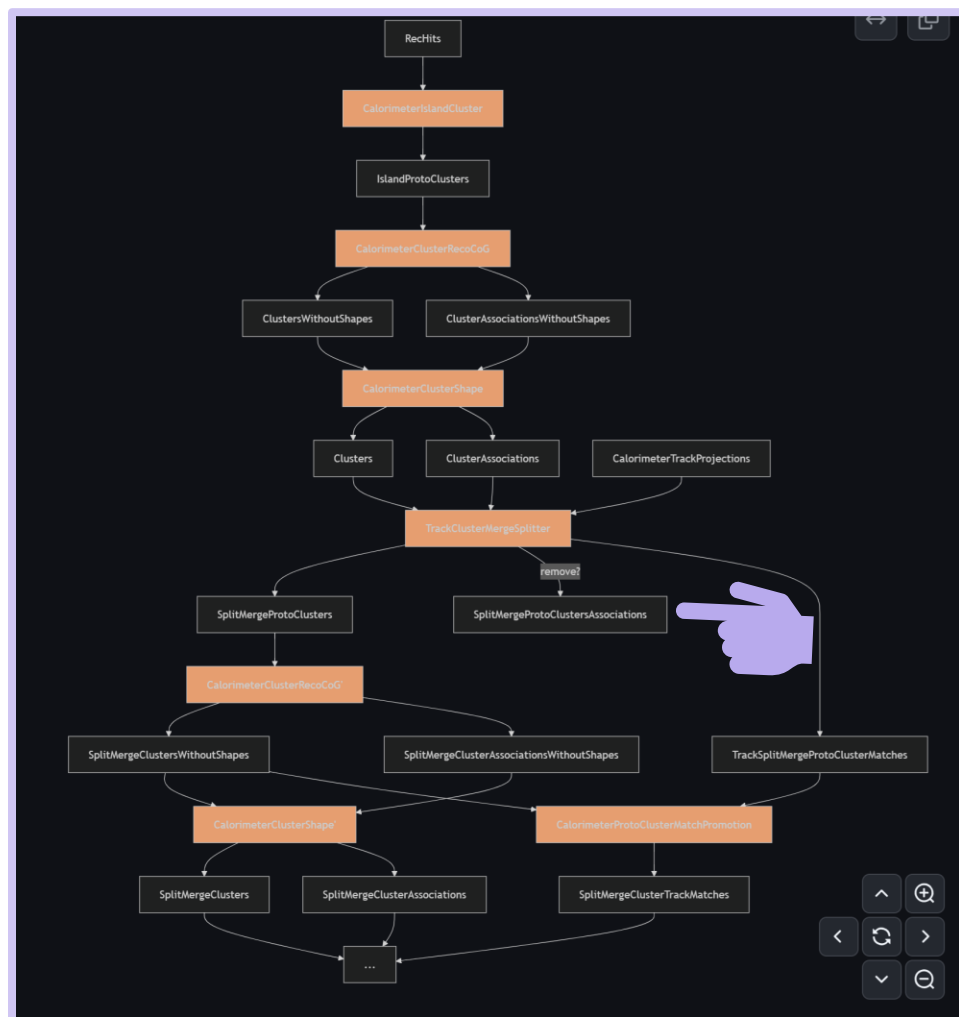 RecHits
CalorimeterIslandCluster
IslandProtoClusters
CalorimeterClusterRecoCoG
ClustersWithoutShapes
ClusterAssociationsWithoutShapes
CalorimeterClusterShape
Clusters
ClusterAssociations
CalorimeterTrackProjections
TrackClusterMergeSplitter
remove?
SplitMergeProtoClusters
SplitMergeProtoClustersAssociations
CalorimeterClusterRecoCoG'
SplitMergeClustersWithoutShapes
SplitMergeClusterAssociationsWithoutShapes
TrackSplitMergeProtoClusterMatches
CalorimeterClusterShape'
CalorimeterProtoClusterMatchPromotion
SplitMergeClusters
SplitMergeClusterAssociations
SplitMergeClusterTrackMatches
...